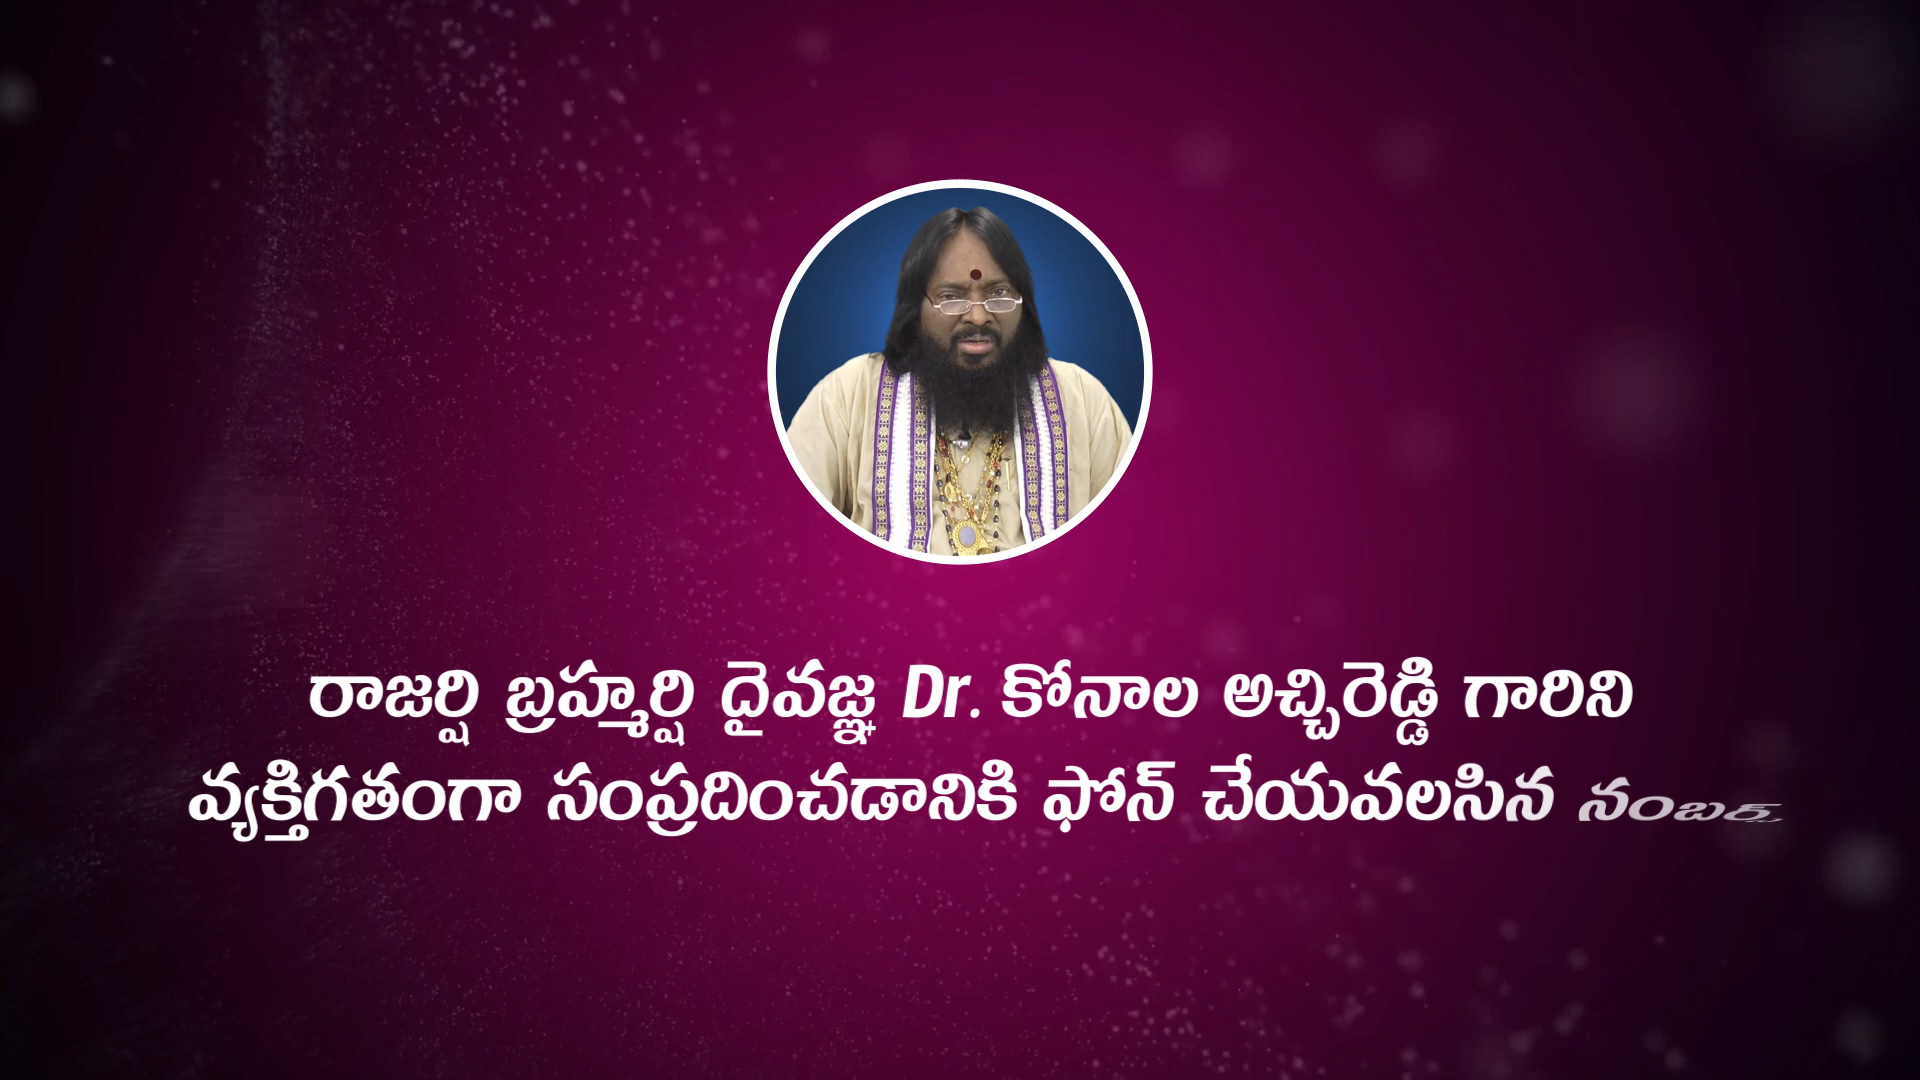 రాజర్షి బ్రహ్మర్షి దైవజ్ఞ Dr. కోనాల అచ్చిరెడ్డి గారిని
వ్యక్తిగతంగా సంప్రదించడానికి ఫోన్ చేయవలసిన నంబర్